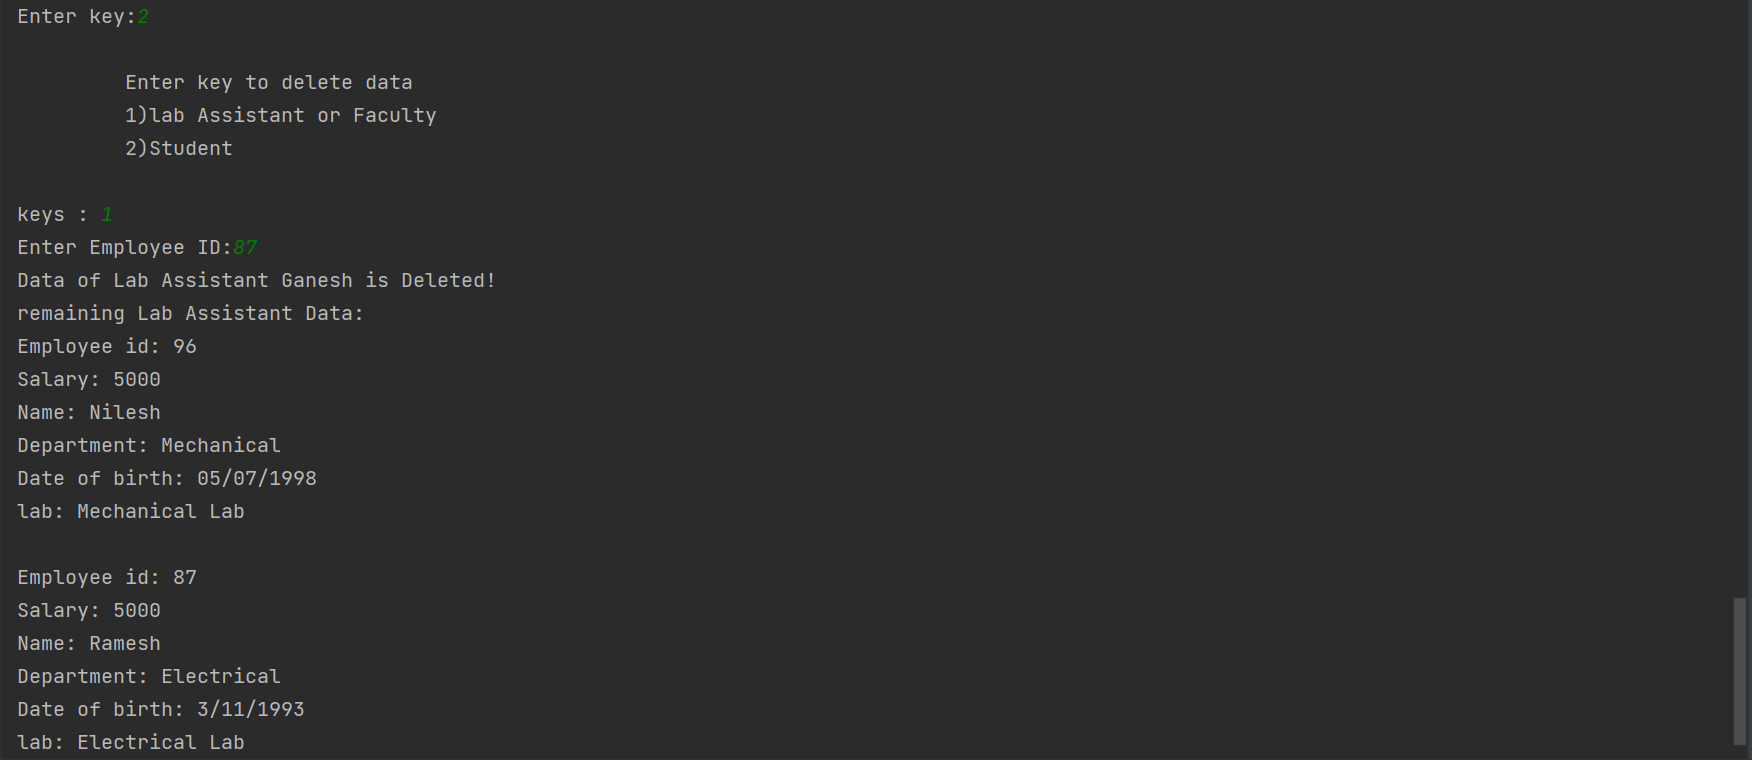 Enter key:2
Enter key to delete data
1)lab Assistant or Faculty
2)Student
keys : 1
Enter Employee ID:87
Data of Lab Assistant Ganesh is Deleted!
remaining Lab Assistant Data:
Employee id: 96
Salary: 5000
Name: Nilesh
Department: Mechanical
Date of birth: 05/07/1998
lab: Mechanical Lab
Employee id: 87
Salary: 5000
Name: Ramesh
Department: Electrical
Date of birth: 3/11/1993
lab: Electrical Lab